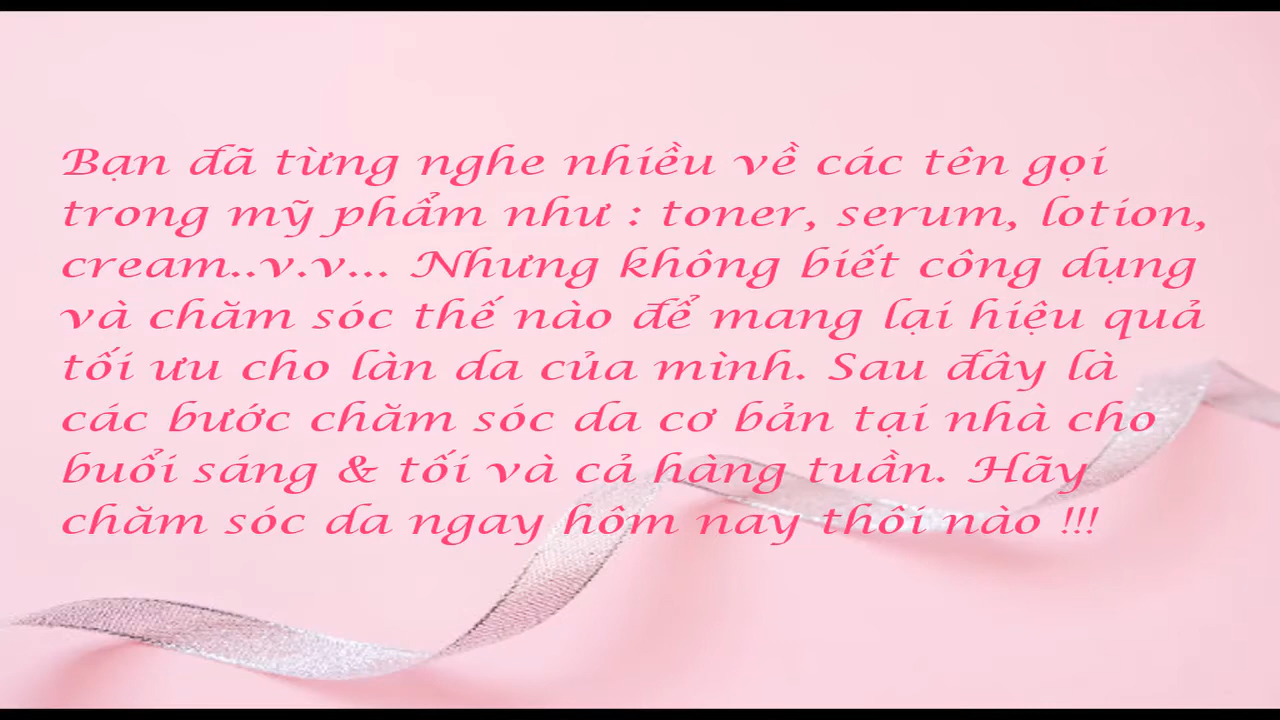 Bạn đã từng nghe nhiều về các tên gọi
trong mỹ phẩm như : toner, serum, lotion,
cream..v.v... Nhưng không biết công dụng
và chăm sóc thế nào để mang lại hiệu quả
tối ưu cho làn da của mình. Sau đây là
các bước chăm sóc da cơ bản tại nhà cho
buổi sáng & tối và cả hàng tuần. Hãy
chăm sóc da ngay hôm nay thôi nào !!!